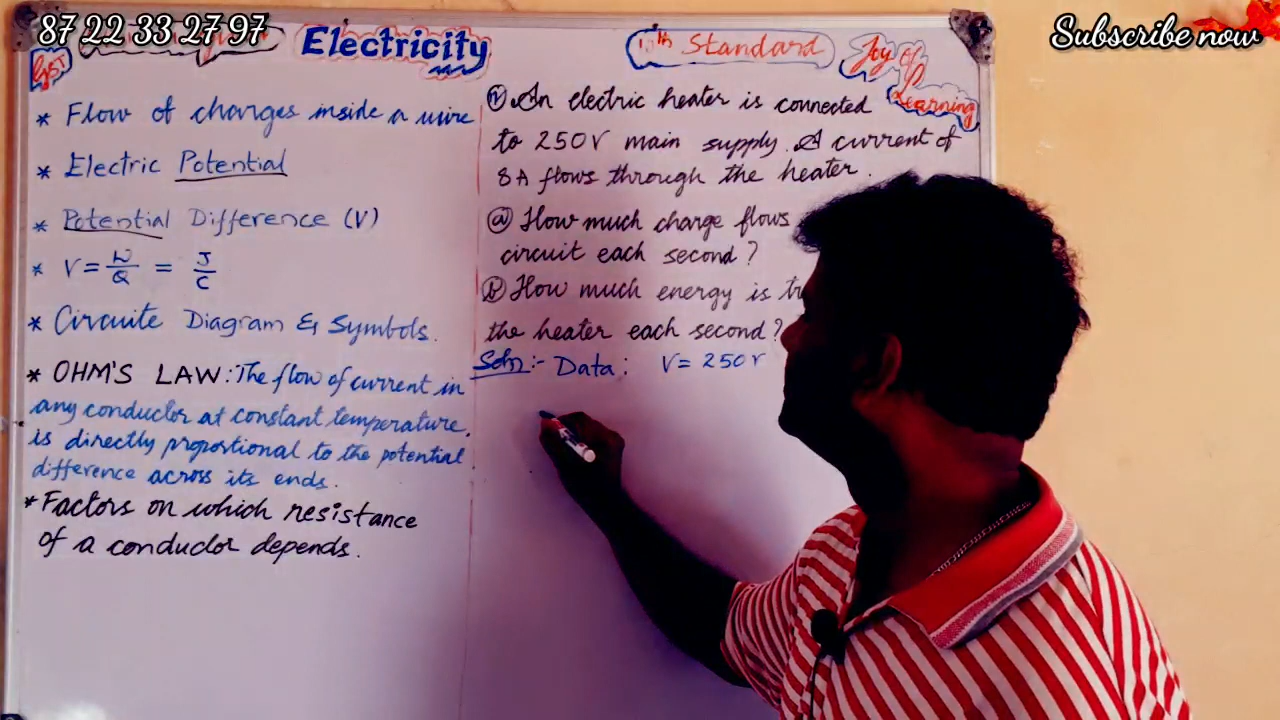 87 22 33 27 97
Subscribe now
Electricity
10th Standard
Joy of
Learning
* Flow of charges inside a wire
* Electric Potential
* Potential Difference (V)
* V = W/Q = J/C
* Circuite Diagram & Symbols.
* OHM'S LAW: The flow of current in
any conductor at constant temperature.
is directly proportional to the potential
difference across its ends.
* Factors on which resistance
of a conductor depends.
An electric heater is connected
to 250V main supply. A current of
8A flows through the heater.
(a) How much charge flows
circuit each second?
(b) How much energy is
the heater each second?
Soln:- Data: V = 250V